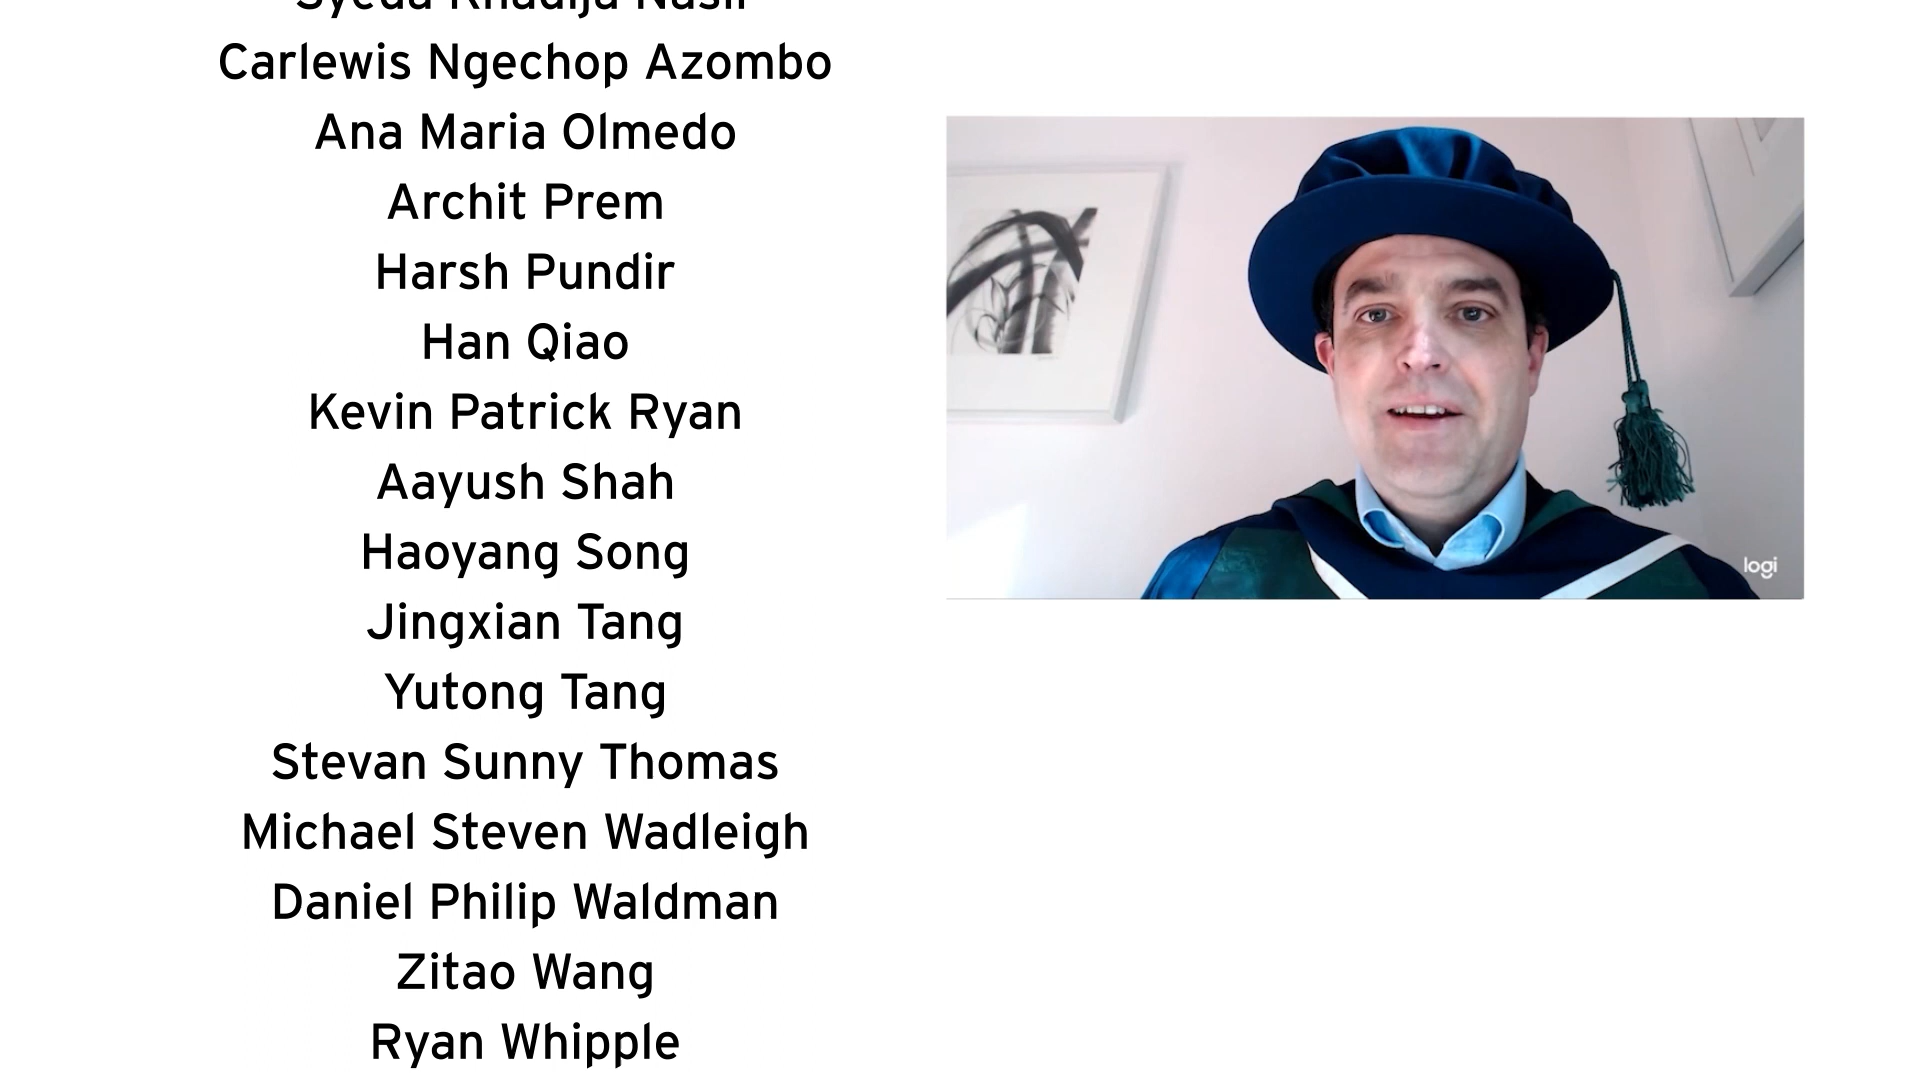 Carlewis Ngechop Azombo
Ana Maria Olmedo
Archit Prem
Harsh Pundir
Han Qiao
Kevin Patrick Ryan
Aayush Shah
Haoyang Song
Jingxian Tang
Yutong Tang
Stevan Sunny Thomas
Michael Steven Wadleigh
Daniel Philip Waldman
Zitao Wang
Ryan Whipple
logi